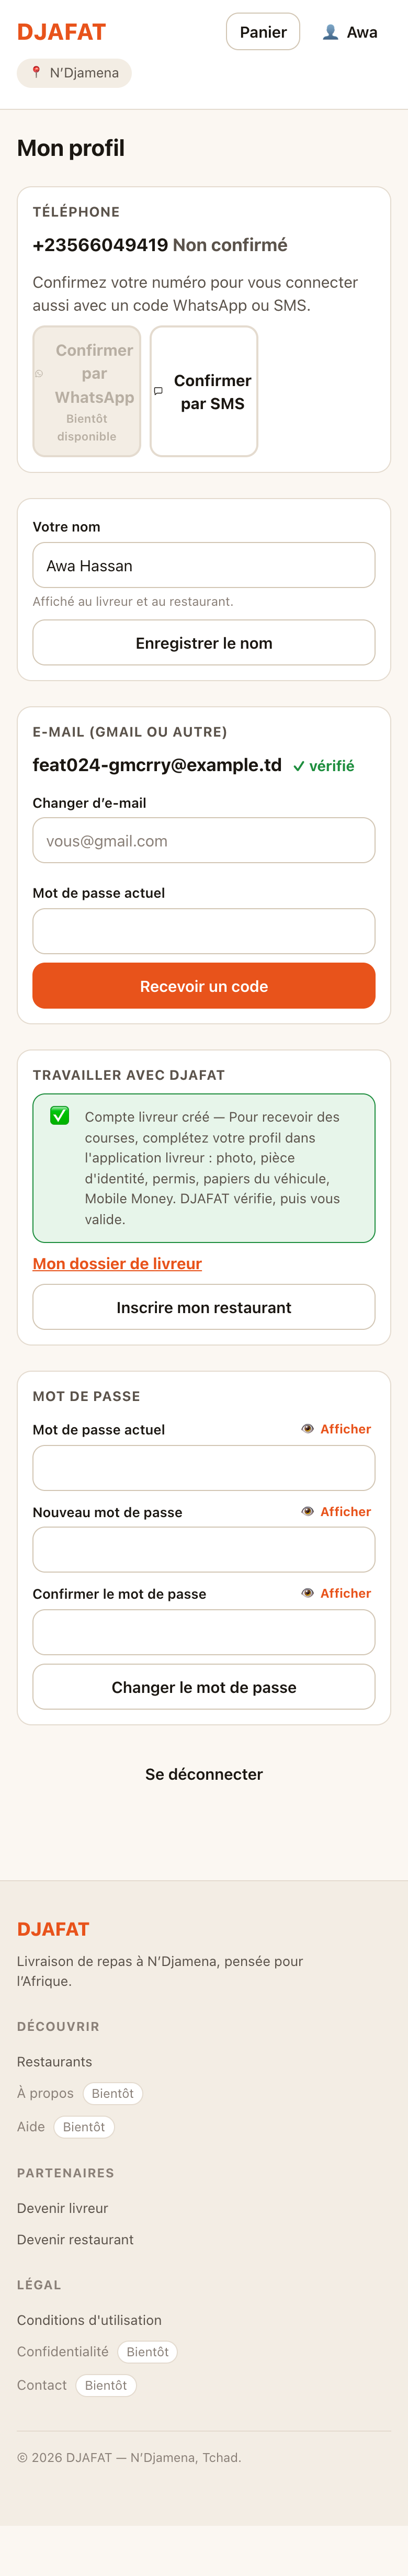 DJAFAT
Panier
Awa
N’Djamena
Mon profil
TÉLÉPHONE
+23566049419 Non confirmé
Confirmez votre numéro pour vous connecter
aussi avec un code WhatsApp ou SMS.
Confirmer
par
WhatsApp
Bientôt
disponible
Confirmer
par SMS
Votre nom
Awa Hassan
Affiché au livreur et au restaurant.
Enregistrer le nom
E-MAIL (GMAIL OU AUTRE)
feat024-gmcrry@example.td ✓ vérifié
Changer d’e-mail
vous@gmail.com
Mot de passe actuel
Recevoir un code
TRAVAILLER AVEC DJAFAT
Compte livreur créé — Pour recevoir des
courses, complétez votre profil dans
l'application livreur : photo, pièce
d'identité, permis, papiers du véhicule,
Mobile Money. DJAFAT vérifie, puis vous
valide.
Mon dossier de livreur
Inscrire mon restaurant
MOT DE PASSE
Mot de passe actuel
Afficher
Nouveau mot de passe
Afficher
Confirmer le mot de passe
Afficher
Changer le mot de passe
Se déconnecter
DJAFAT
Livraison de repas à N’Djamena, pensée pour
l’Afrique.
DÉCOUVRIR
Restaurants
À propos Bientôt
Aide Bientôt
PARTENAIRES
Devenir livreur
Devenir restaurant
LÉGAL
Conditions d'utilisation
Confidentialité Bientôt
Contact Bientôt
© 2026 DJAFAT — N’Djamena, Tchad.